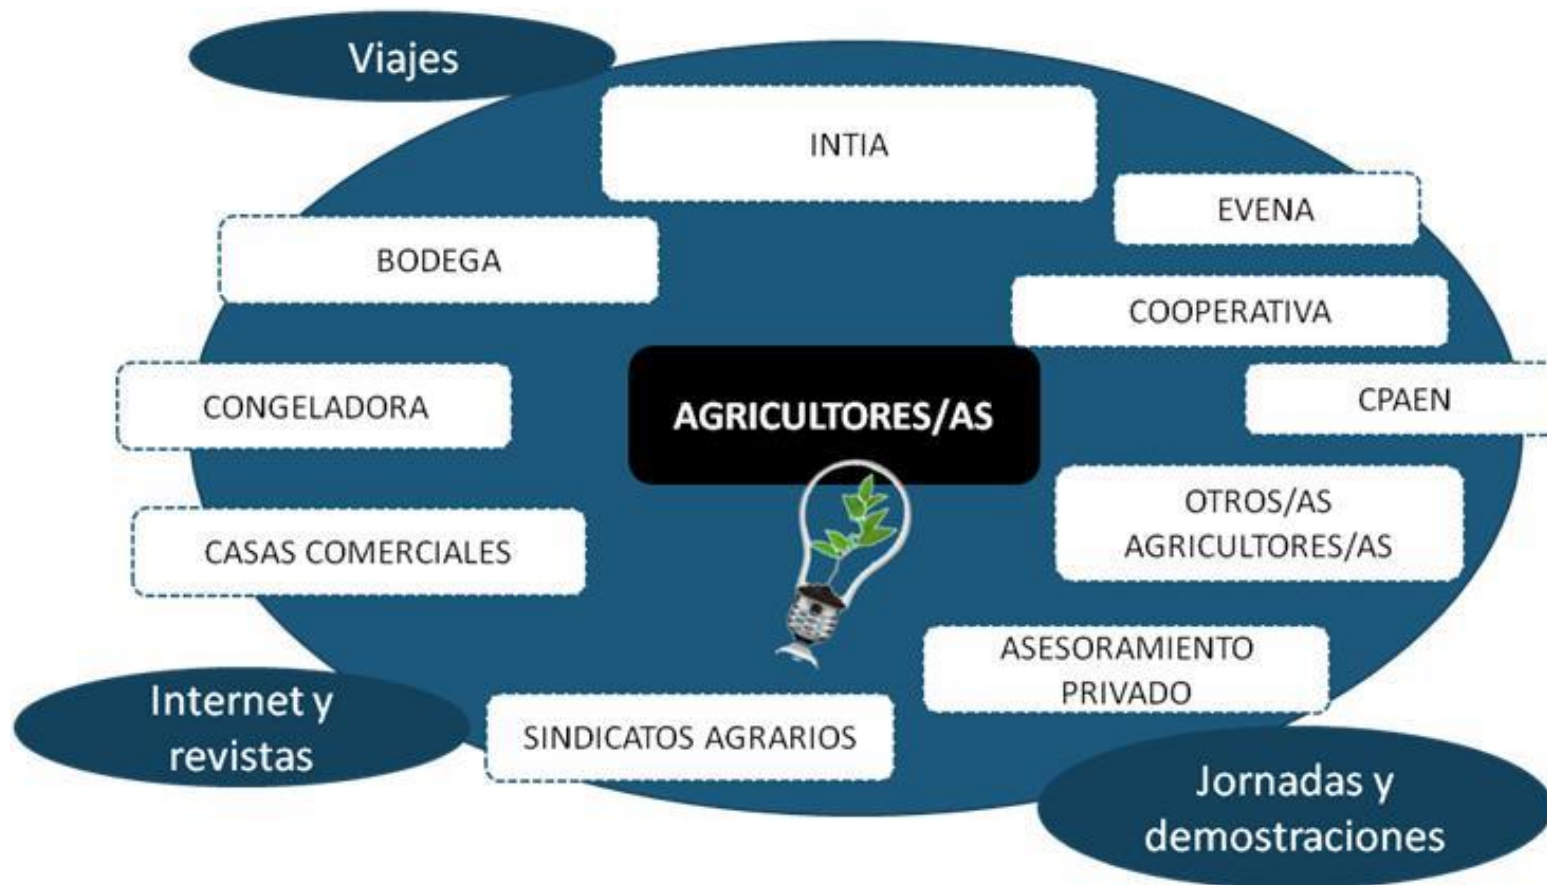 Viajes
INTIA
EVENA
BODEGA
COOPERATIVA
CONGELADORA
AGRICULTORES/AS
CPAEN
OTROS/AS
AGRICULTORES/AS
CASAS COMERCIALES
ASESORAMIENTO
PRIVADO
Internet y
revistas
SINDICATOS AGRARIOS
Jornadas y
demostraciones